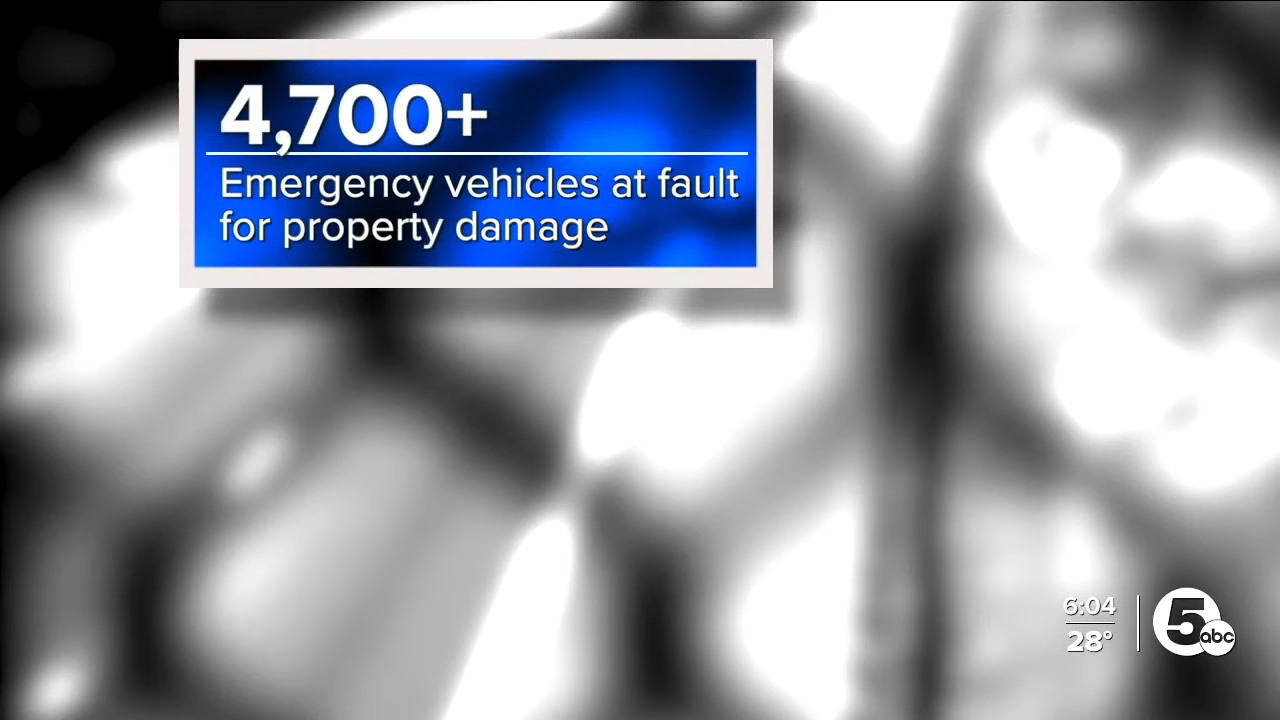 4,700+
Emergency vehicles at fault
for property damage
6:04
28°
5
abc